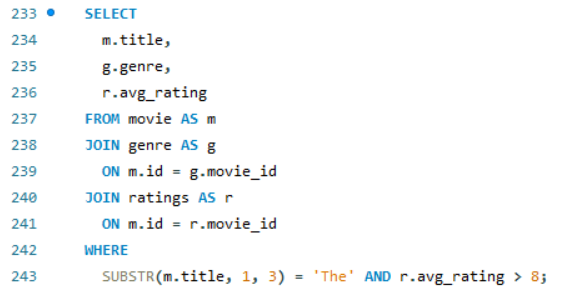 233 SELECT
234 m.title,
235 g.genre,
236 r.avg_rating
237 FROM movie AS m
238 JOIN genre AS g
239 ON m.id = g.movie_id
240 JOIN ratings AS r
241 ON m.id = r.movie_id
242 WHERE
243 SUBSTR(m.title, 1, 3) = 'The' AND r.avg_rating > 8;